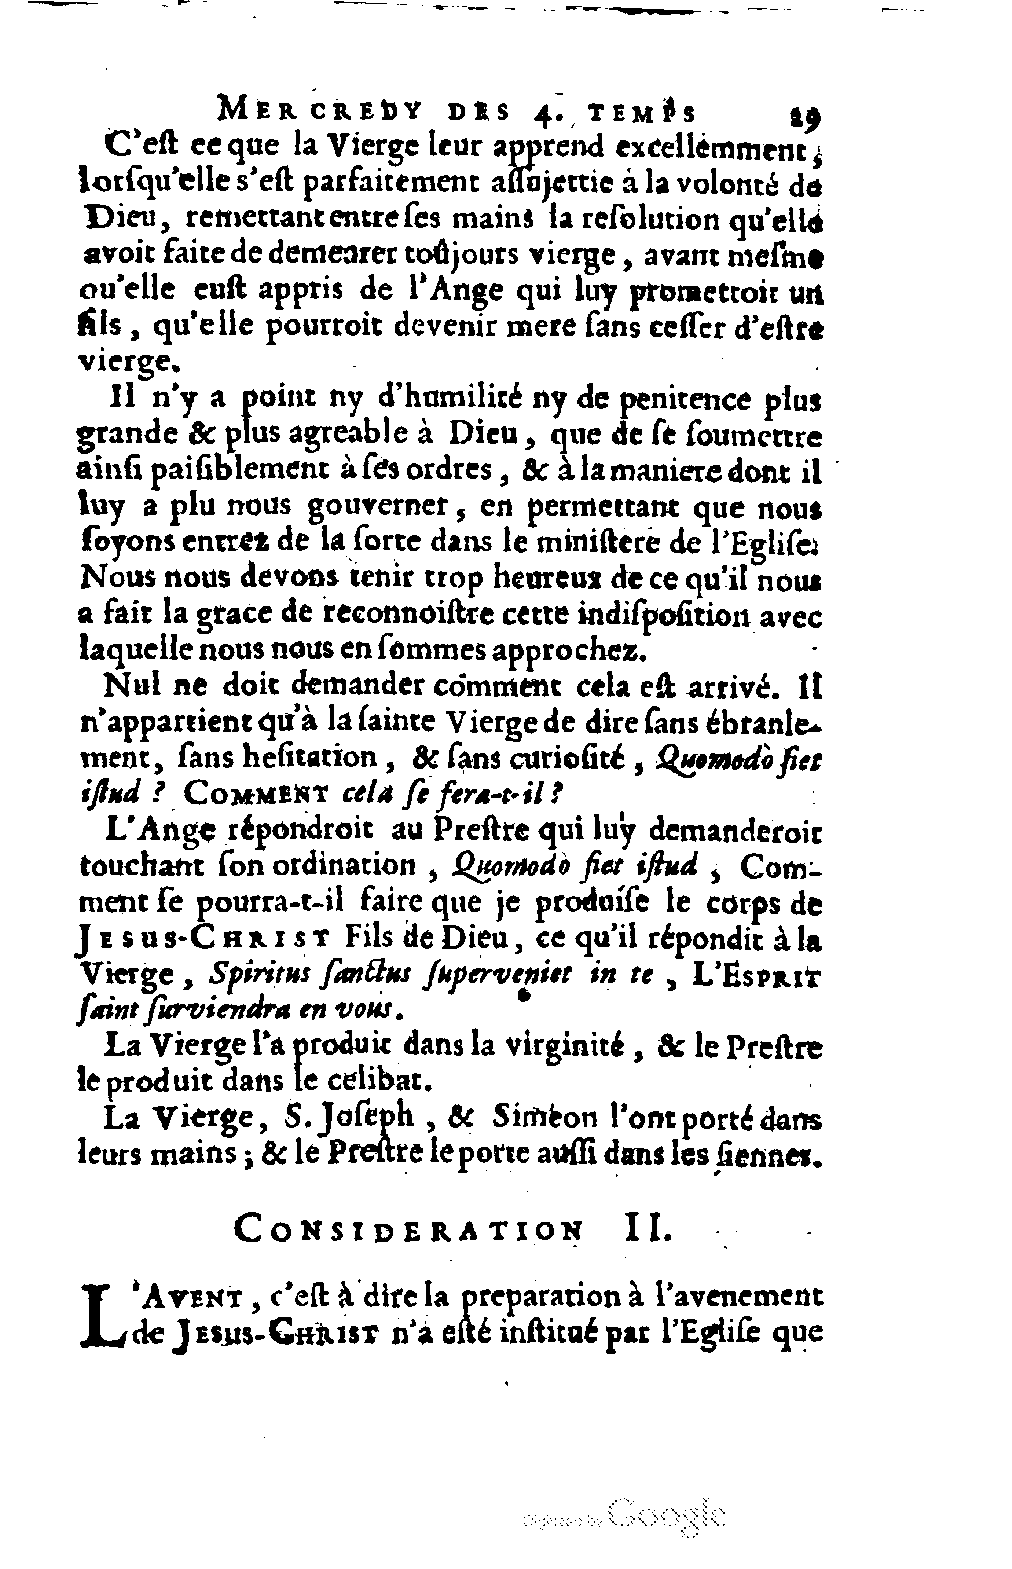 MERCREDY DES 4. TEMPS 29
C'eſt ce que la Vierge leur apprend excellemment,
lorſqu'elle s'eſt parfaitement aſſujettie à la volonté de
Dieu, remettant entre ſes mains la reſolution qu'elle
avoit faite de demeurer toûjours vierge, avant meſme
qu'elle euſt appris de l'Ange qui luy promettoit un
fils, qu'elle pourroit devenir mere ſans ceſſer d'eſtre
vierge.
Il n'y a point ny d'humilité ny de penitence plus
grande & plus agreable à Dieu, que de ſe ſoumettre
ainſi paiſiblement à ſes ordres, & à la maniere dont il
luy a plu nous gouverner, en permettant que nous
ſoyons entrez de la ſorte dans le miniſtere de l'Egliſe.
Nous nous devons tenir trop heureux de ce qu'il nous
a fait la grace de reconnoiſtre cette indiſpoſition avec
laquelle nous nous en ſommes approchez.
Nul ne doit demander comment cela eſt arrivé. Il
n'appartient qu'à la ſainte Vierge de dire ſans ébranle-
ment, ſans heſitation, & ſans curioſité, Quomodò fiet
iſtud ? COMMENT cela ſe fera-t-il ?
L'Ange répondroit au Preſtre qui luy demanderoit
touchant ſon ordination, Quomodò fiet iſtud, Com-
ment ſe pourra-t-il faire que je produiſe le corps de
JESUS-CHRIST Fils de Dieu, ce qu'il répondit à la
Vierge, Spiritus ſanctus ſuperveniet in te, L'ESPRIT
ſaint ſurviendra en vous.
La Vierge l'a produit dans la virginité, & le Preſtre
le produit dans le celibat.
La Vierge, S. Joſeph, & Simeon l'ont porté dans
leurs mains ; & le Preſtre le porte auſſi dans les ſiennes.
CONSIDERATION II.
L'AVENT, c'eſt à dire la preparation à l'avenement
de JESUS-CHRIST n'a eſté inſtitué par l'Egliſe que
Digitized by Google